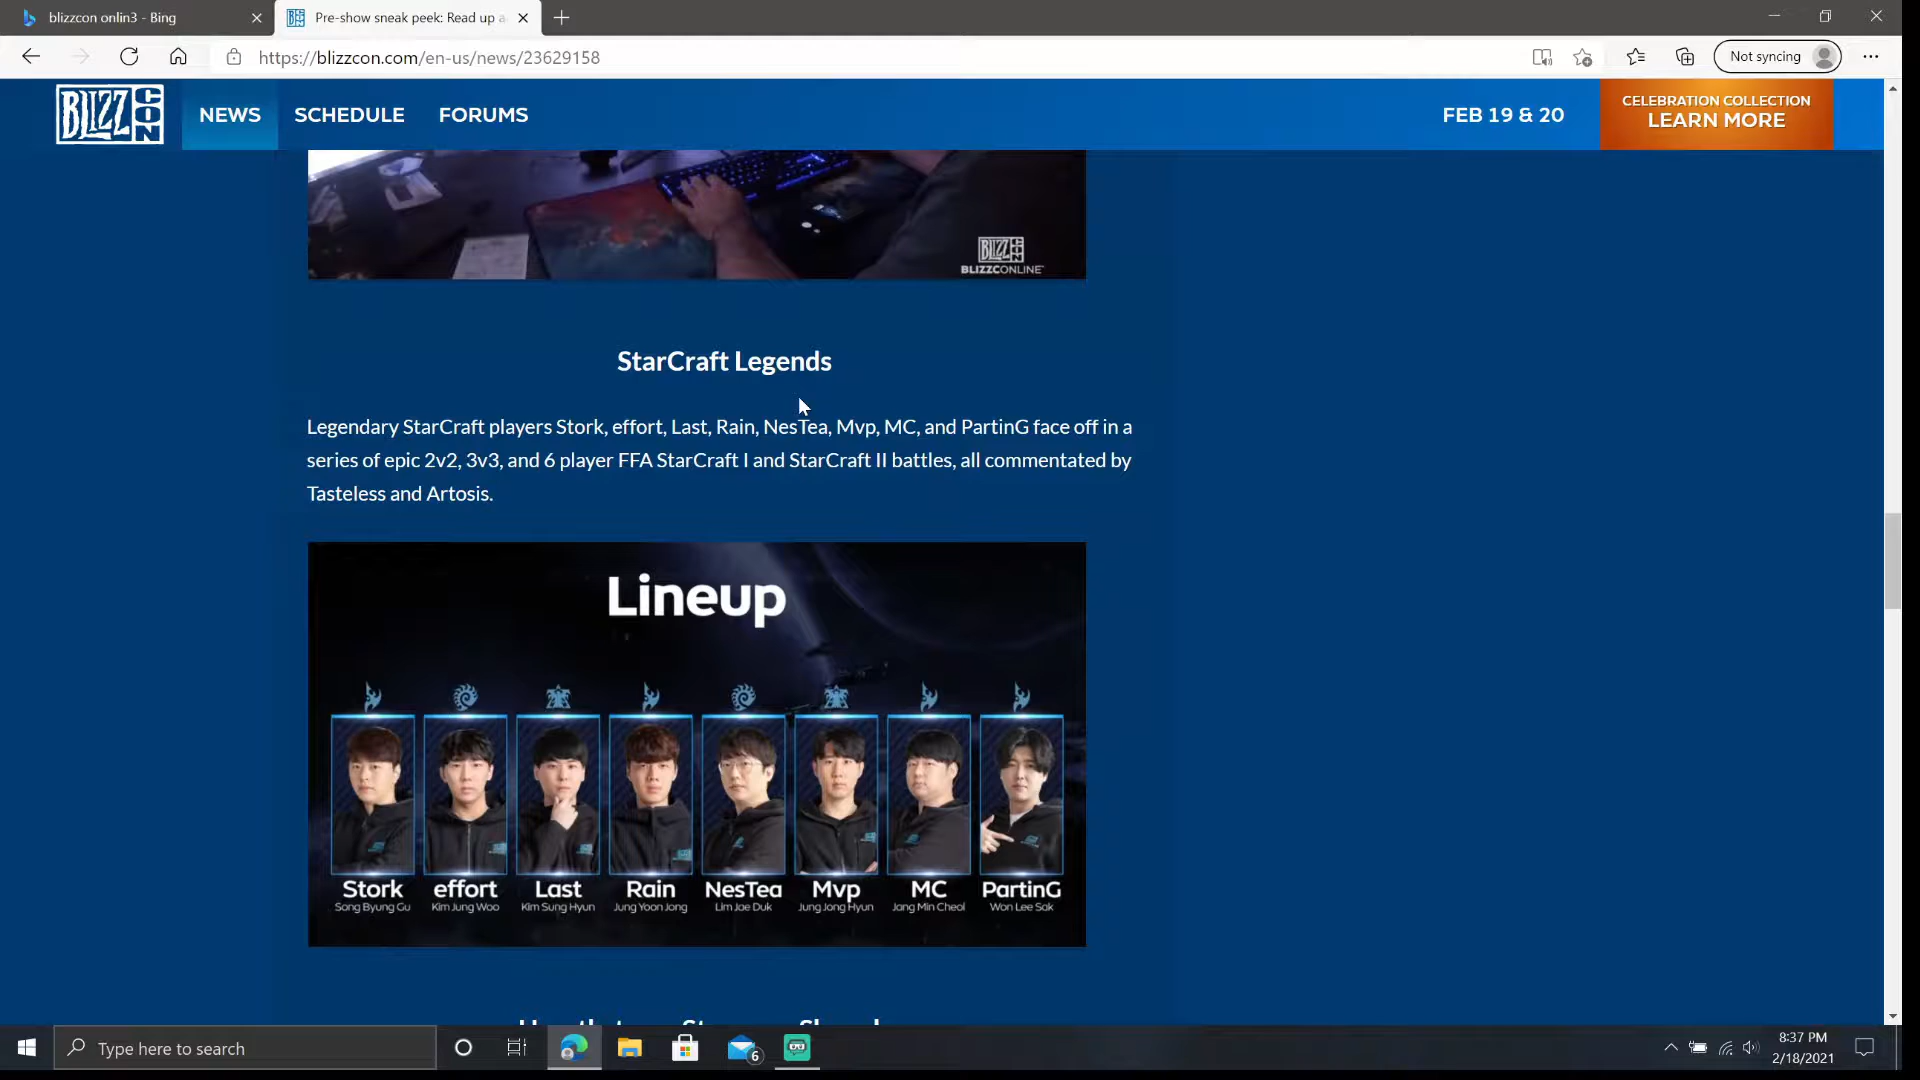 blizzcon onlin3 - Bing
Pre-show sneak peek: Read up a
https://blizzcon.com/en-us/news/23629158
Not syncing
BLIZZCON
NEWS
SCHEDULE
FORUMS
FEB 19 & 20
CELEBRATION COLLECTION
LEARN MORE
BLIZZCON
BLIZZCONLINE
StarCraft Legends
Legendary StarCraft players Stork, effort, Last, Rain, NesTea, Mvp, MC, and PartinG face off in a
series of epic 2v2, 3v3, and 6 player FFA StarCraft I and StarCraft II battles, all commentated by
Tasteless and Artosis.
Lineup
Stork effort Last Rain NesTea Mvp MC PartinG
Song Byung Gu Kim Jung Woo Kim Sung Hyun Jung Yoon Jong Lim Jae Duk Jung Jong Hyun Jang Min Cheol Won Lee Sak
Type here to search
6
8:37 PM
2/18/2021